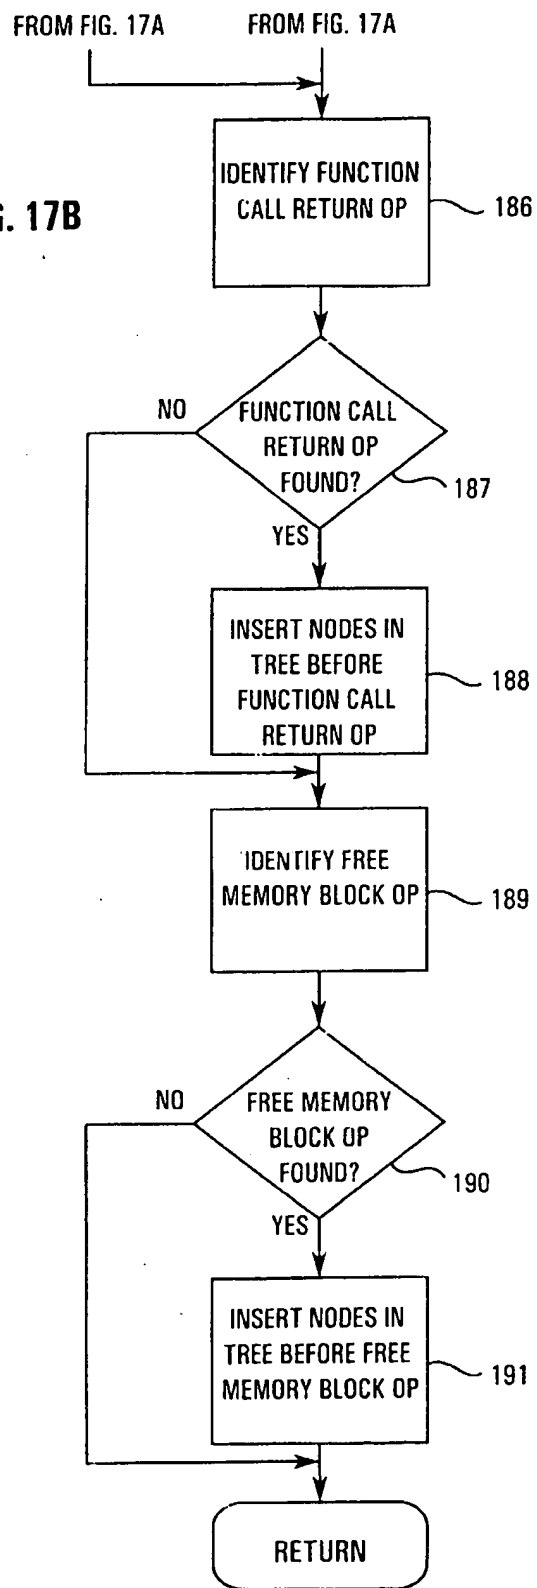 FROM FIG. 17A
FROM FIG. 17A
IDENTIFY FUNCTION
CALL RETURN OP
186
G. 17B
NO
FUNCTION CALL
RETURN OP
FOUND?
187
YES
INSERT NODES IN
TREE BEFORE
FUNCTION CALL
RETURN OP
188
IDENTIFY FREE
MEMORY BLOCK OP
189
NO
FREE MEMORY
BLOCK OP
FOUND?
190
YES
INSERT NODES IN
TREE BEFORE FREE
MEMORY BLOCK OP
191
RETURN